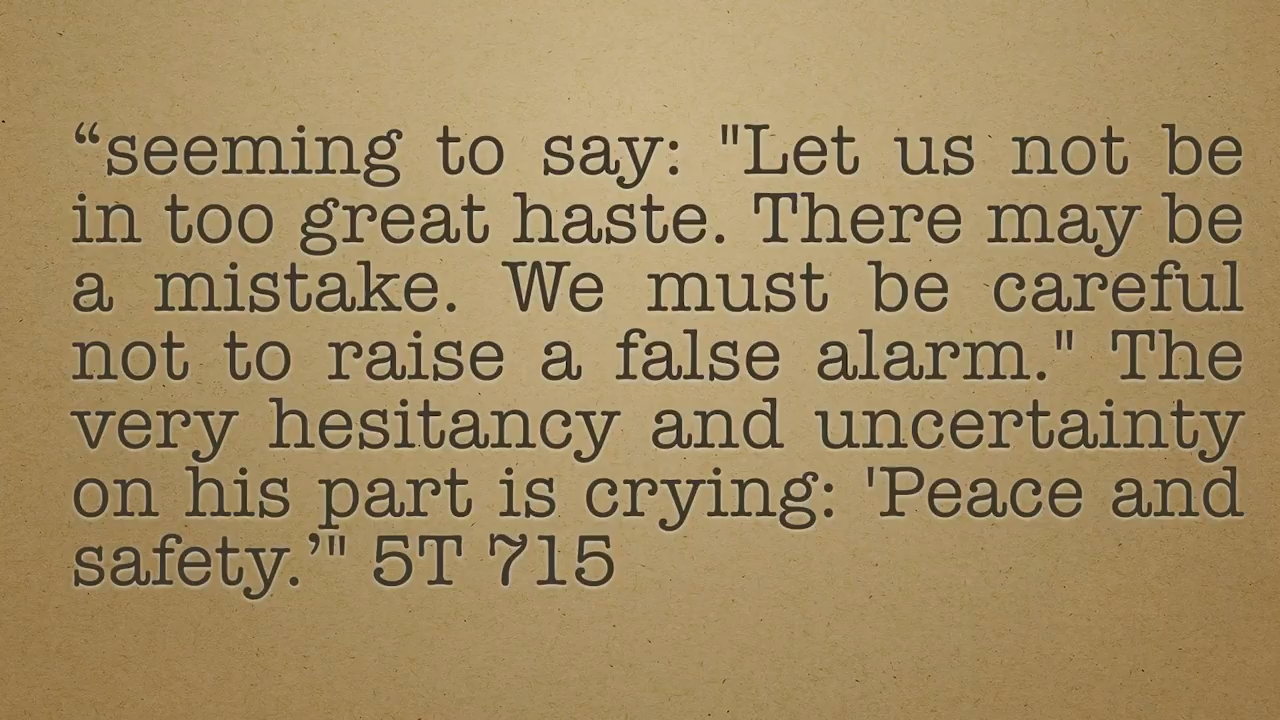 “seeming to say: "Let us not be
in too great haste. There may be
a mistake. We must be careful
not to raise a false alarm." The
very hesitancy and uncertainty
on his part is crying: 'Peace and
safety.’" 5T 715